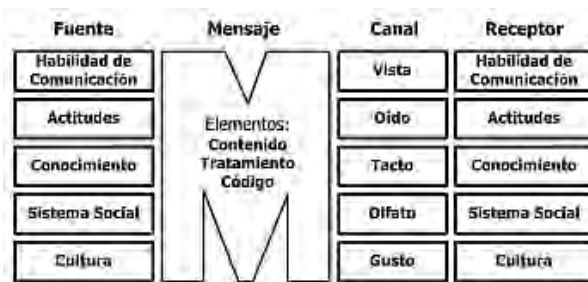 Fuente
Mensaje
Canal
Receptor
Habilidad de
Comunicación
Actitudes
Conocimiento
Sistema Social
Cultura
Elementos:
Contenido
Tratamiento
Código
Vista
Oido
Tacto
Olfato
Gusto
Habilidad de
Comunicación
Actitudes
Conocimiento
Sistema Social
Cultura